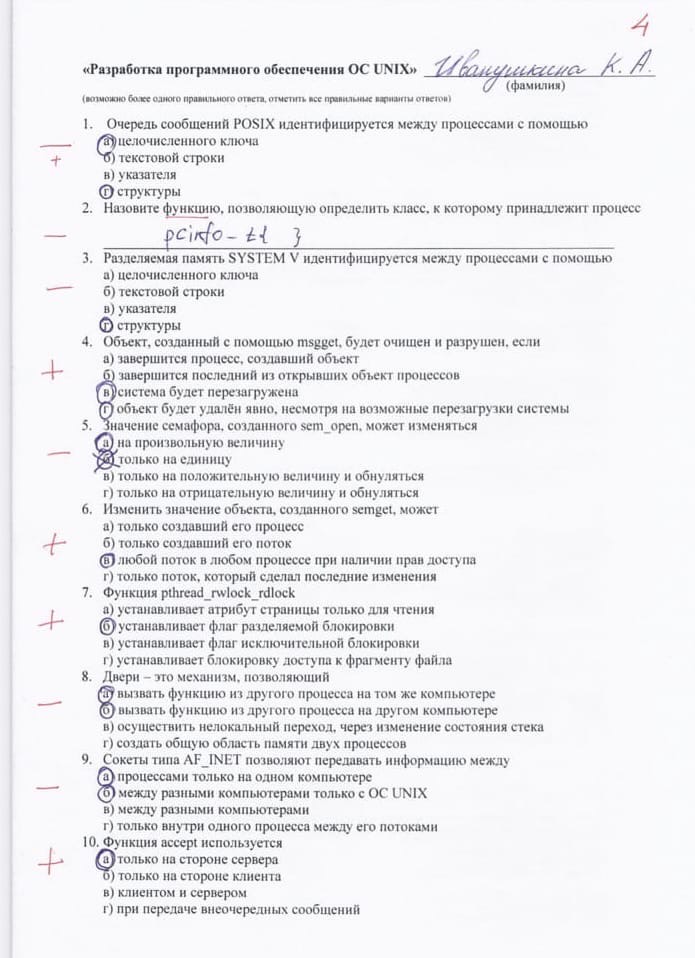 4
«Разработка программного обеспечения ОС UNIX» Иванушкина К. А.
(фамилия)
(возможно более одного правильного ответа, отметить все правильные варианты ответов)
1. Очередь сообщений POSIX идентифицируется между процессами с помощью
а) целочисленного ключа
б) текстовой строки
в) указателя
г) структуры
2. Назовите функцию, позволяющую определить класс, к которому принадлежит процесс
pcinfo-t{ }
3. Разделяемая память SYSTEM V идентифицируется между процессами с помощью
а) целочисленного ключа
б) текстовой строки
в) указателя
г) структуры
4. Объект, созданный с помощью msgget, будет очищен и разрушен, если
а) завершится процесс, создавший объект
б) завершится последний из открывших объект процессов
в) система будет перезагружена
г) объект будет удалён явно, несмотря на возможные перезагрузки системы
5. Значение семафора, созданного sem_open, может изменяться
а) на произвольную величину
б) только на единицу
в) только на положительную величину и обнуляться
г) только на отрицательную величину и обнуляться
6. Изменить значение объекта, созданного semget, может
а) только создавший его процесс
б) только создавший его поток
в) любой поток в любом процессе при наличии прав доступа
г) только поток, который сделал последние изменения
7. Функция pthread_rwlock_rdlock
а) устанавливает атрибут страницы только для чтения
б) устанавливает флаг разделяемой блокировки
в) устанавливает флаг исключительной блокировки
г) устанавливает блокировку доступа к фрагменту файла
8. Двери – это механизм, позволяющий
а) вызвать функцию из другого процесса на том же компьютере
б) вызвать функцию из другого процесса на другом компьютере
в) осуществить нелокальный переход, через изменение состояния стека
г) создать общую область памяти двух процессов
9. Сокеты типа AF_INET позволяют передавать информацию между
а) процессами только на одном компьютере
б) между разными компьютерами только с ОС UNIX
в) между разными компьютерами
г) только внутри одного процесса между его потоками
10. Функция accept используется
а) только на стороне сервера
б) только на стороне клиента
в) клиентом и сервером
г) при передаче внеочередных сообщений